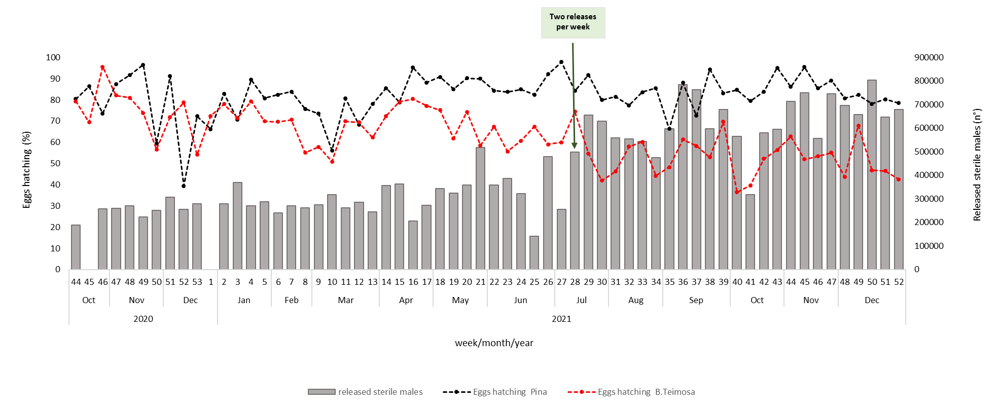 Two releases
per week
100
90
80
70
60
50
40
30
20
10
0
Eggs hatching (%)
900000
800000
700000
600000
500000
400000
300000
200000
100000
0
Released sterile males (n°)
44 45 46 47 48 49 50 51 52 53 1 2 3 4 5 6 7 8 9 10 11 12 13 14 15 16 17 18 19 20 21 22 23 24 25 26 27 28 29 30 31 32 33 34 35 36 37 38 39 40 41 42 43 44 45 46 47 48 49 50 51 52
Oct Nov Dec Jan Feb Mar Apr May Jun Jul Aug Sep Oct Nov Dec
2020 2021
week/month/year
released sterile males Eggs hatching Pina Eggs hatching B.Teimosa